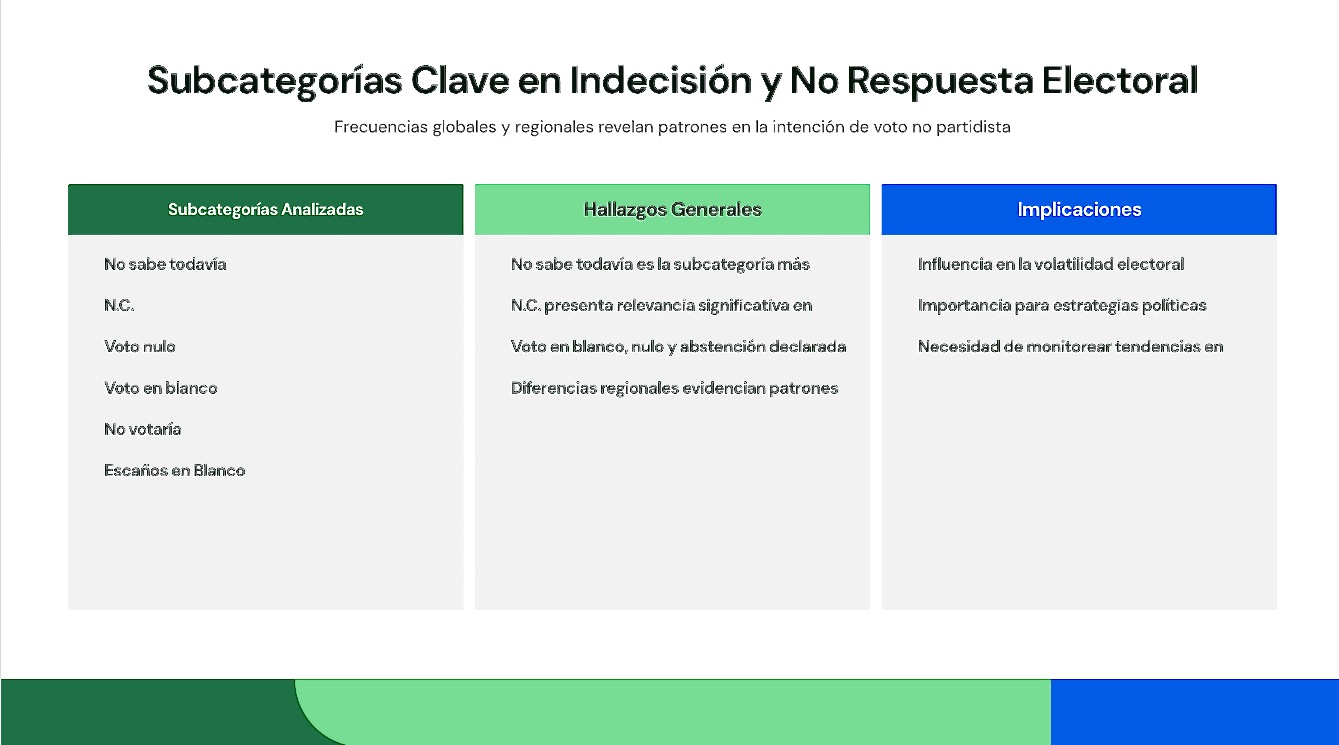 Subcategorías Clave en Indecisión y No Respuesta Electoral
Frecuencias globales y regionales revelan patrones en la intención de voto no partidista
Subcategorías Analizadas
No sabe todavía
N.C.
Voto nulo
Voto en blanco
No votaría
Escaños en Blanco
Hallazgos Generales
No sabe todavía es la subcategoría más
N.C. presenta relevancia significativa en
Voto en blanco, nulo y abstención declarada
Diferencias regionales evidencian patrones
Implicaciones
Influencia en la volatilidad electoral
Importancia para estrategias políticas
Necesidad de monitorear tendencias en